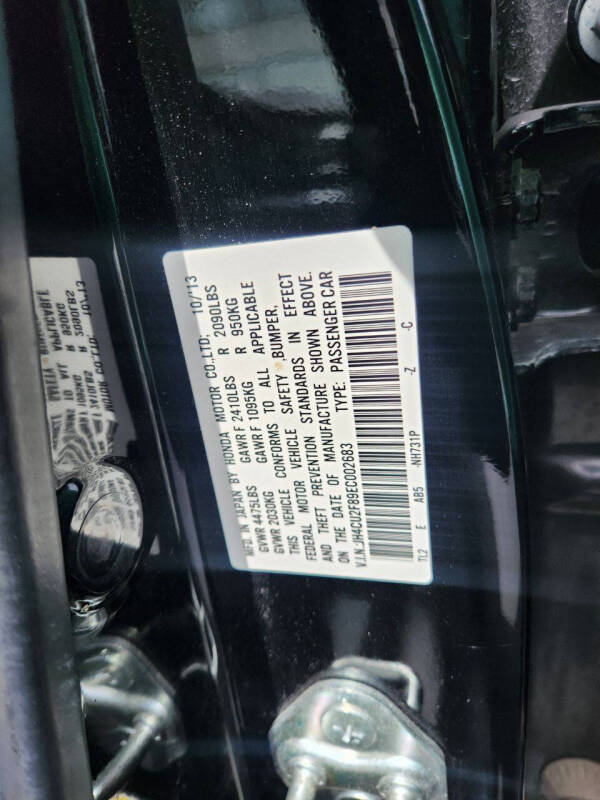 MFD. IN JAPAN BY HONDA MOTOR CO.,LTD. 10/'13
GVWR 4475LBS GAWR F 2410LBS R 2090LBS
GVWR 2030KG GAWR F 1095KG R 950KG
THIS VEHICLE CONFORMS TO ALL APPLICABLE
FEDERAL MOTOR VEHICLE SAFETY ,BUMPER,
AND THEFT PREVENTION STANDARDS IN EFFECT
ON THE DATE OF MANUFACTURE SHOWN ABOVE.
V.I.N.:JH4CU2F89EC002683 TYPE: PASSENGER CAR
TL2 E AB5 -NH731P -Z -C